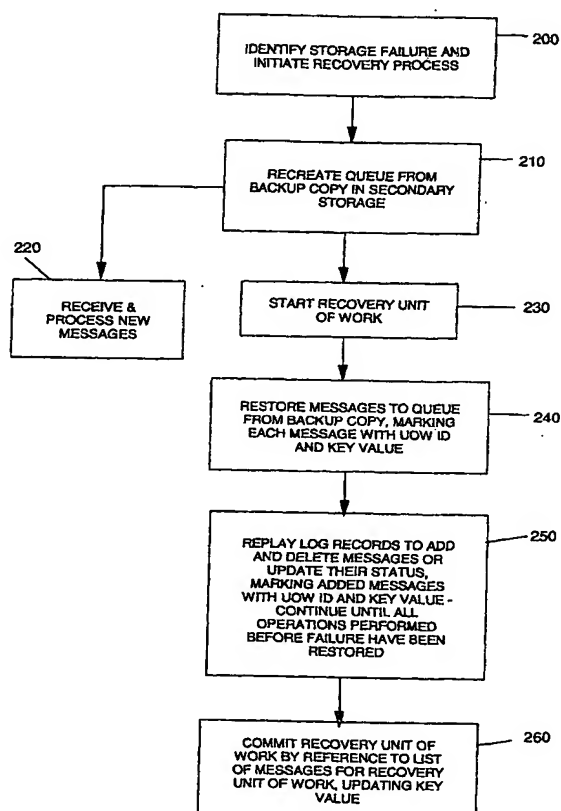 200
IDENTIFY STORAGE FAILURE AND
INITIATE RECOVERY PROCESS
210
RECREATE QUEUE FROM
BACKUP COPY IN SECONDARY
STORAGE
220
RECEIVE &
PROCESS NEW
MESSAGES
230
START RECOVERY UNIT
OF WORK
240
RESTORE MESSAGES TO QUEUE
FROM BACKUP COPY, MARKING
EACH MESSAGE WITH UOW ID
AND KEY VALUE
250
REPLAY LOG RECORDS TO ADD
AND DELETE MESSAGES OR
UPDATE THEIR STATUS,
MARKING ADDED MESSAGES
WITH UOW ID AND KEY VALUE -
CONTINUE UNTIL ALL
OPERATIONS PERFORMED
BEFORE FAILURE HAVE BEEN
RESTORED
260
COMMIT RECOVERY UNIT OF
WORK BY REFERENCE TO LIST
OF MESSAGES FOR RECOVERY
UNIT OF WORK, UPDATING KEY
VALUE